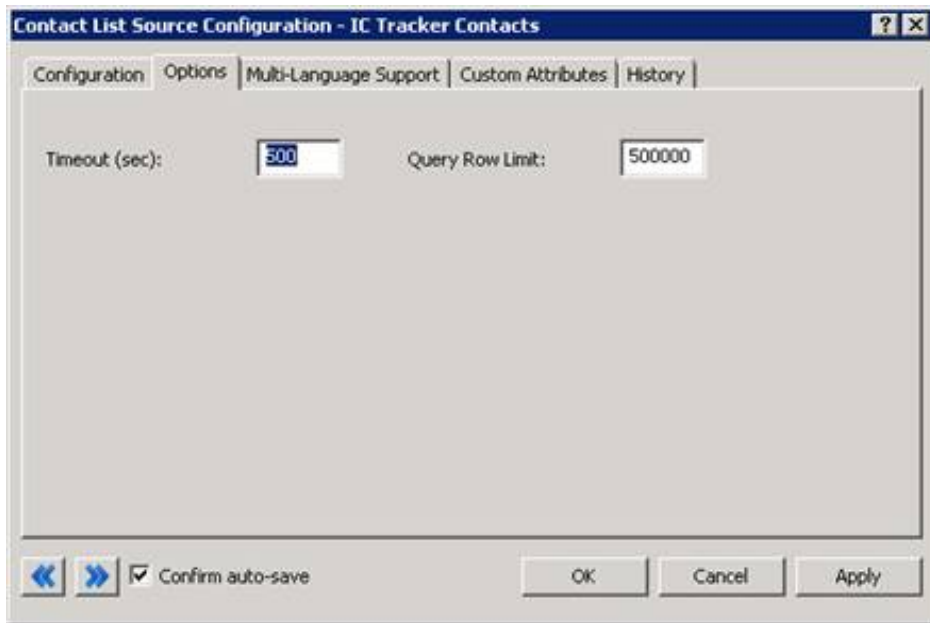 Contact List Source Configuration - IC Tracker Contacts
Configuration Options Multi-Language Support Custom Attributes History
Timeout (sec): 500 Query Row Limit: 500000
Confirm auto-save OK Cancel Apply